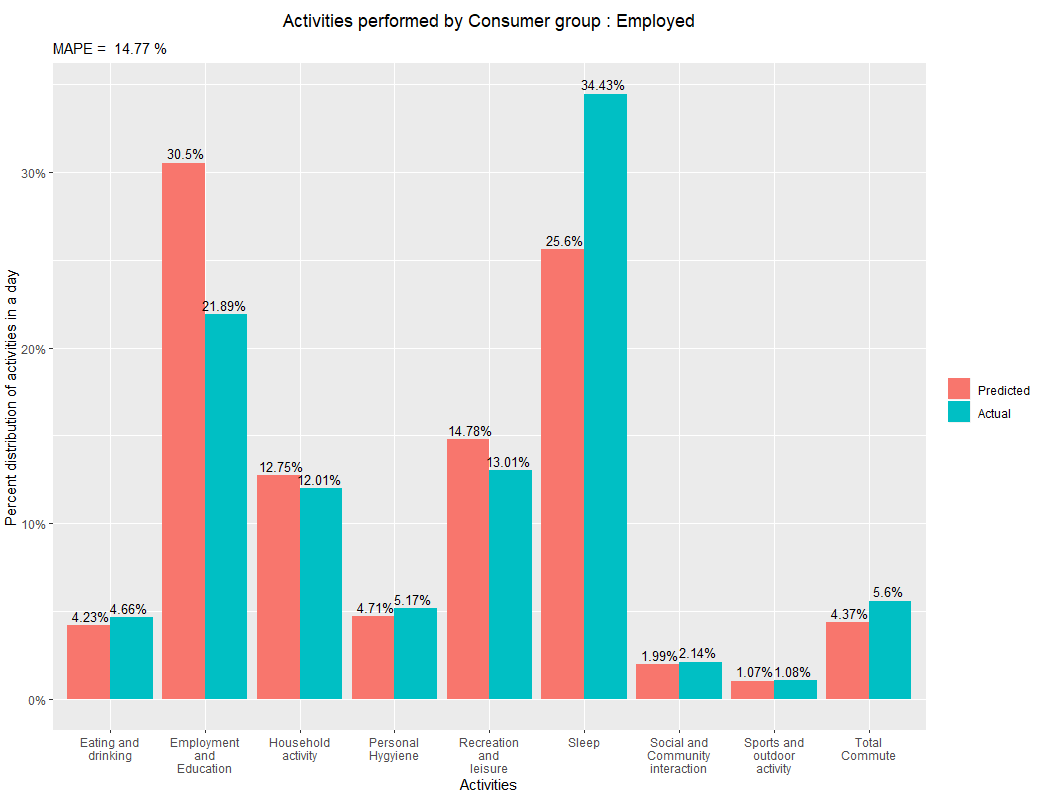 Activities performed by Consumer group : Employed
MAPE =  14.77 %
Percent distribution of activities in a day
30%
20%
10%
0%
4.23%
4.66%
30.5%
21.89%
12.75%
12.01%
4.71%
5.17%
14.78%
13.01%
25.6%
34.43%
1.99%
2.14%
1.07%
1.08%
4.37%
5.6%
Eating and
drinking
Employment
and
Education
Household
activity
Personal
Hygyiene
Recreation
and
leisure
Sleep
Social and
Community
interaction
Sports and
outdoor
activity
Total
Commute
Activities
Predicted
Actual